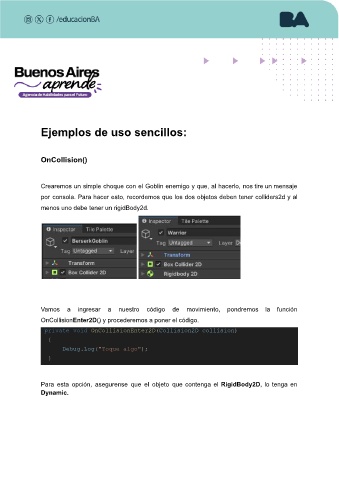 /educacionBA
BA
Buenos Aires
aprende
Agencia de Habilidades para el Futuro
Ejemplos de uso sencillos:
OnCollision()
Crearemos un simple choque con el Goblin enemigo y que, al hacerlo, nos tire un mensaje
por consola. Para hacer esto, recordemos que los dos objetos deben tener colliders2d y al
menos uno debe tener un rigidBody2d.
Inspector Tile Palette
BerserkGoblin
Tag Untagged Layer
Transform
Box Collider 2D
Inspector Tile Palette
Warrior
Tag Untagged Layer
Transform
Box Collider 2D
Rigidbody 2D
Vamos a ingresar a nuestro código de movimiento, pondremos la función
OnCollisionEnter2D() y procederemos a poner el código.
private void OnCollisionEnter2D(Collision2D collision)
{
Debug.Log("Toque algo");
}
Para esta opción, asegurense que el objeto que contenga el RigidBody2D, lo tenga en
Dynamic.